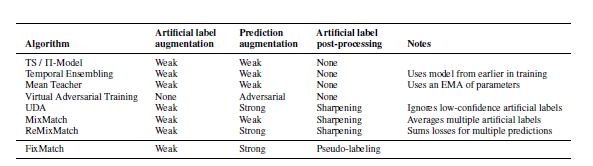 Artificial label Prediction Artificial label
Algorithm augmentation augmentation post-processing Notes
TS / Π-Model Weak Weak None
Temporal Ensembling Weak Weak None Uses model from earlier in training
Mean Teacher Weak Weak None Uses an EMA of parameters
Virtual Adversarial Training None Adversarial None
UDA Weak Strong Sharpening Ignores low-confidence artificial labels
MixMatch Weak Weak Sharpening Averages multiple artificial labels
ReMixMatch Weak Strong Sharpening Sums losses for multiple predictions
FixMatch Weak Strong Pseudo-labeling